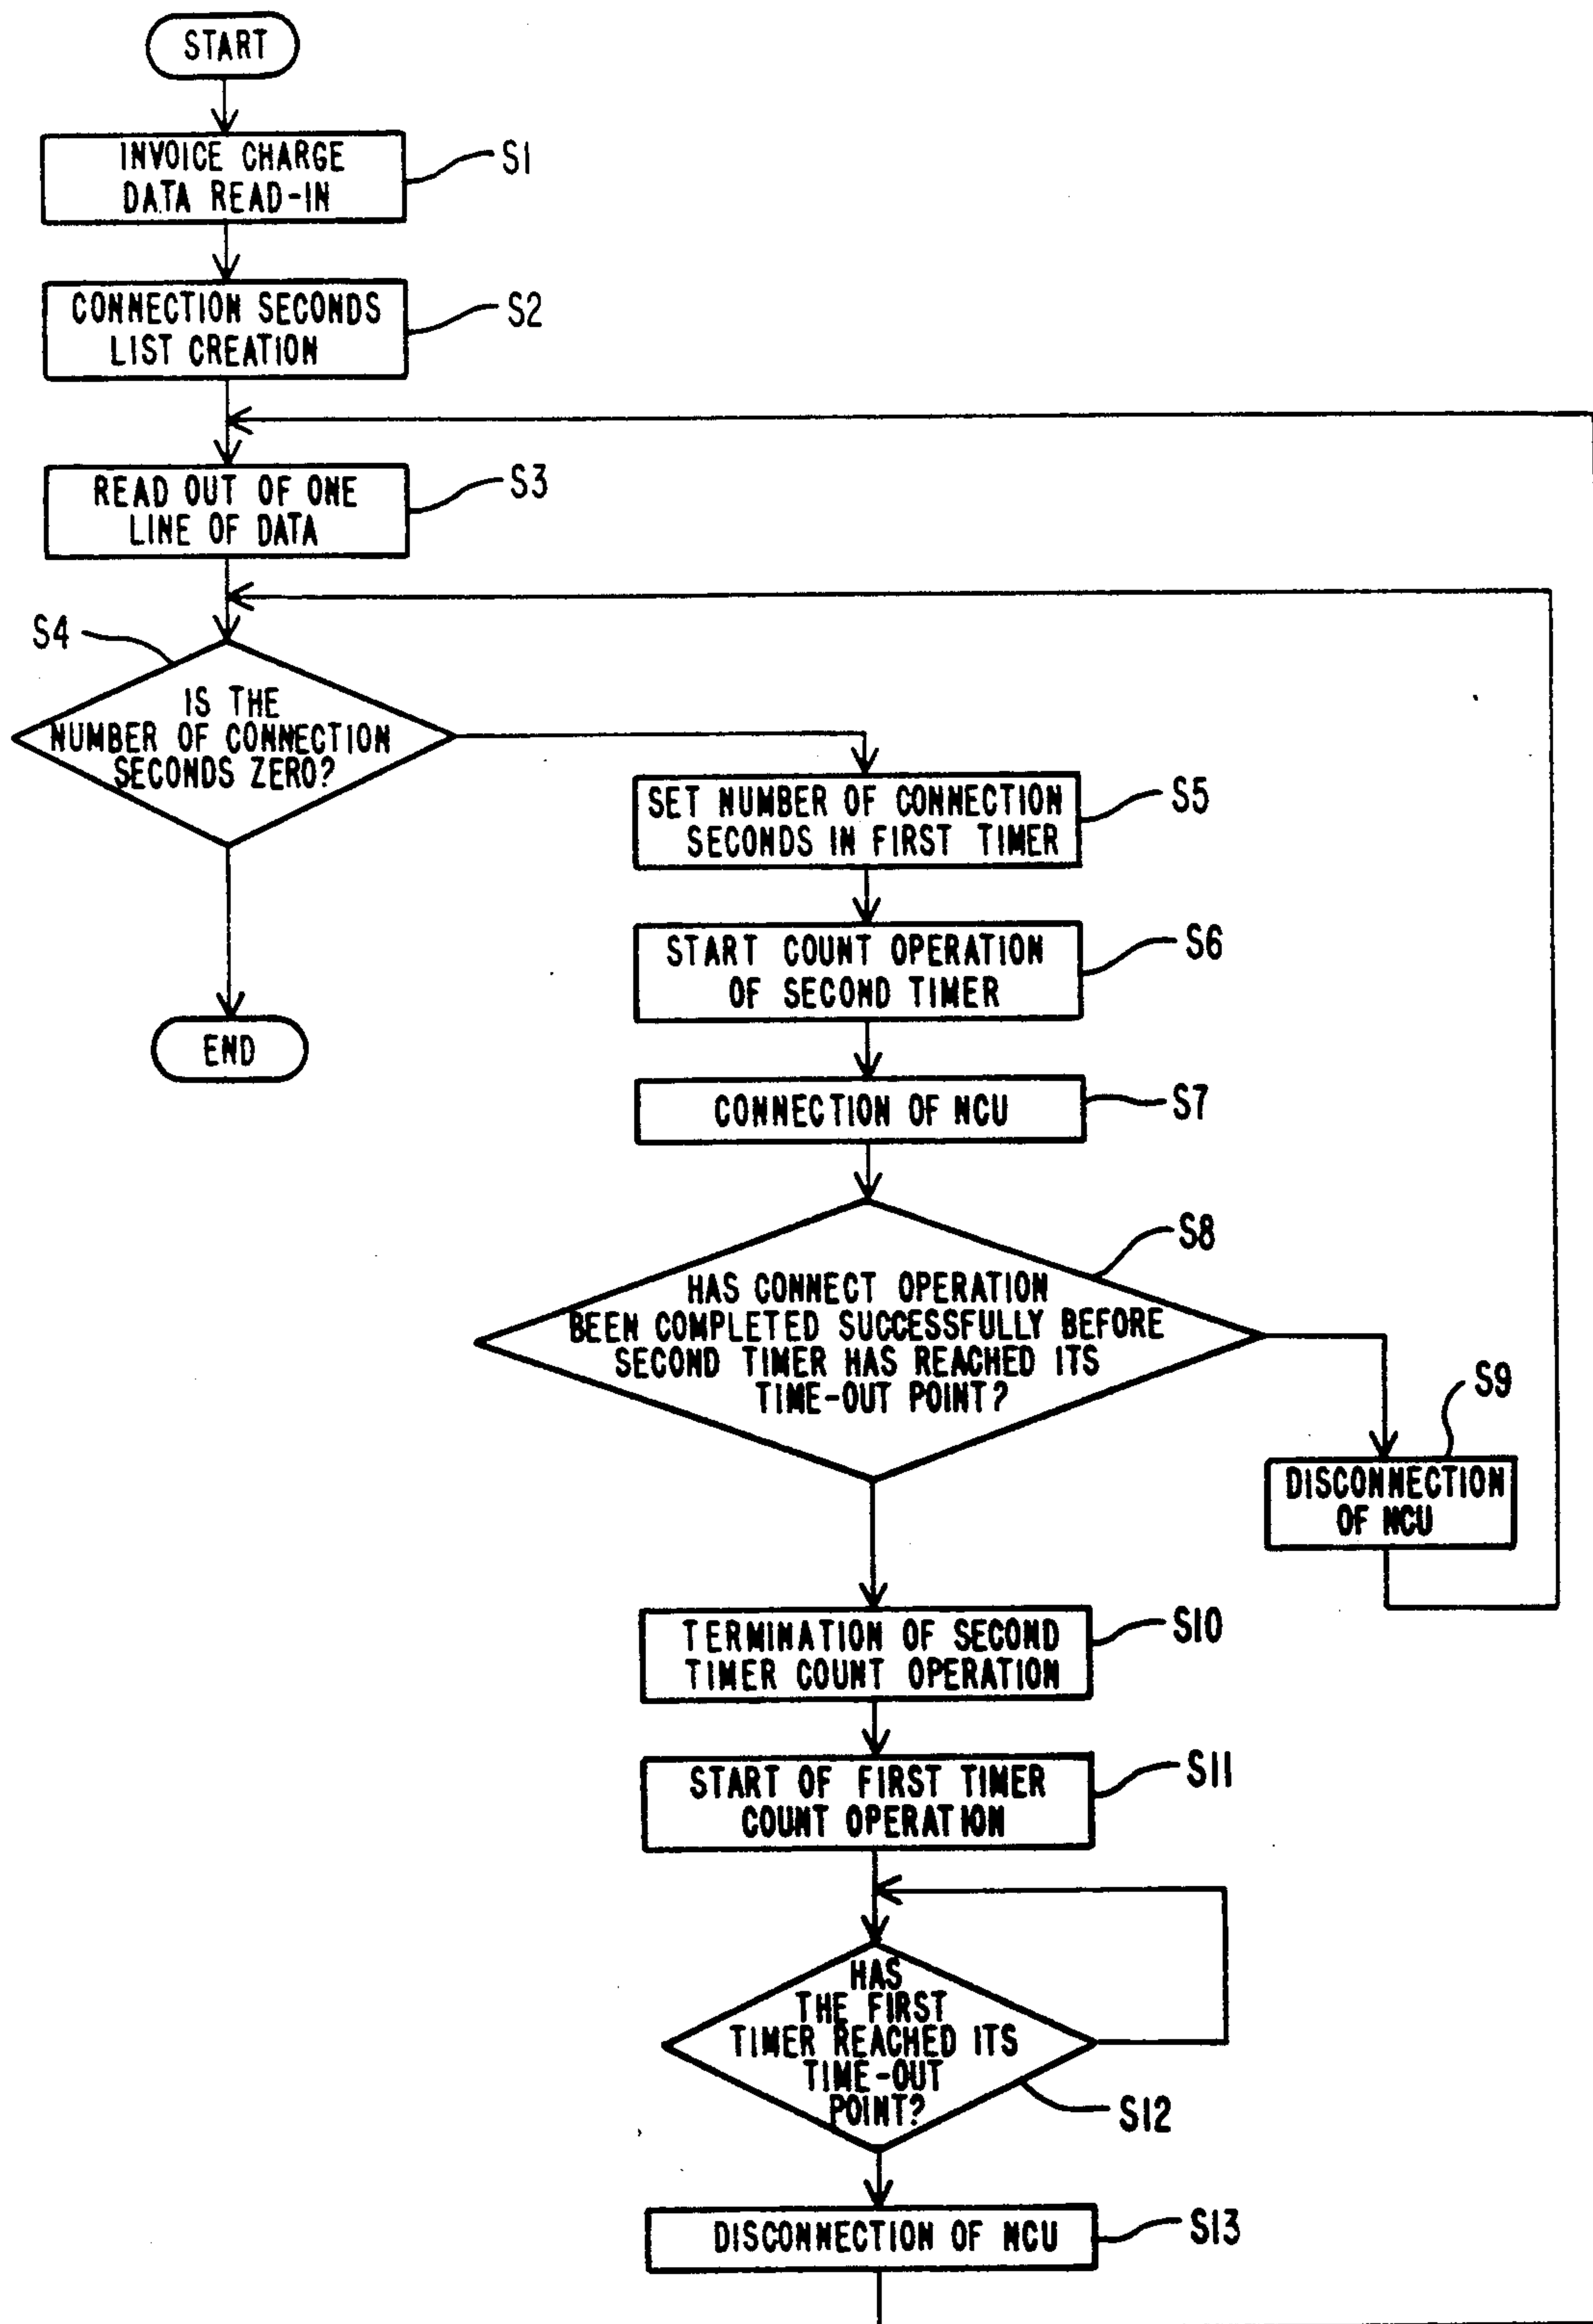 START
INVOICE CHARGE
DATA READ-IN
S1
CONNECTION SECONDS
LIST CREATION
S2
READ OUT OF ONE
LINE OF DATA
S3
S4
IS THE
NUMBER OF CONNECTION
SECONDS ZERO?
SET NUMBER OF CONNECTION
SECONDS IN FIRST TIMER
S5
START COUNT OPERATION
OF SECOND TIMER
S6
END
CONNECTION OF NCU
S7
S8
HAS CONNECT OPERATION
BEEN COMPLETED SUCCESSFULLY BEFORE
SECOND TIMER HAS REACHED ITS
TIME-OUT POINT?
S9
DISCONNECTION
OF NCU
TERMINATION OF SECOND
TIMER COUNT OPERATION
S10
START OF FIRST TIMER
COUNT OPERATION
S11
HAS
THE FIRST
TIMER REACHED ITS
TIME-OUT
POINT?
S12
DISCONNECTION OF NCU
S13